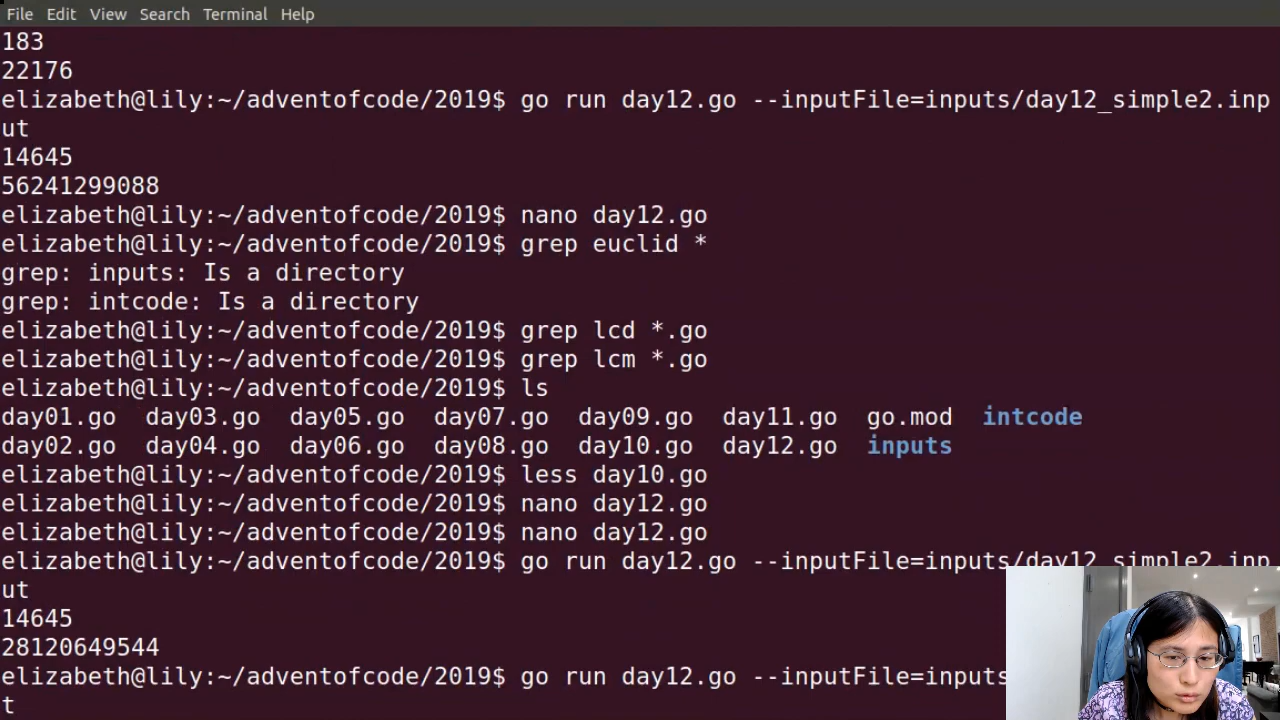 File Edit View Search Terminal Help
183
22176
elizabeth@lily:~/adventofcode/2019$ go run day12.go --inputFile=inputs/day12_simple2.inp
ut
14645
56241299088
elizabeth@lily:~/adventofcode/2019$ nano day12.go
elizabeth@lily:~/adventofcode/2019$ grep euclid *
grep: inputs: Is a directory
grep: intcode: Is a directory
elizabeth@lily:~/adventofcode/2019$ grep lcd *.go
elizabeth@lily:~/adventofcode/2019$ grep lcm *.go
elizabeth@lily:~/adventofcode/2019$ ls
day01.go day03.go day05.go day07.go day09.go day11.go go.mod intcode
day02.go day04.go day06.go day08.go day10.go day12.go inputs
elizabeth@lily:~/adventofcode/2019$ less day10.go
elizabeth@lily:~/adventofcode/2019$ nano day12.go
elizabeth@lily:~/adventofcode/2019$ nano day12.go
elizabeth@lily:~/adventofcode/2019$ go run day12.go --inputFile=inputs/day12_simple2.inp
ut
14645
28120649544
elizabeth@lily:~/adventofcode/2019$ go run day12.go --inputFile=inputs
t